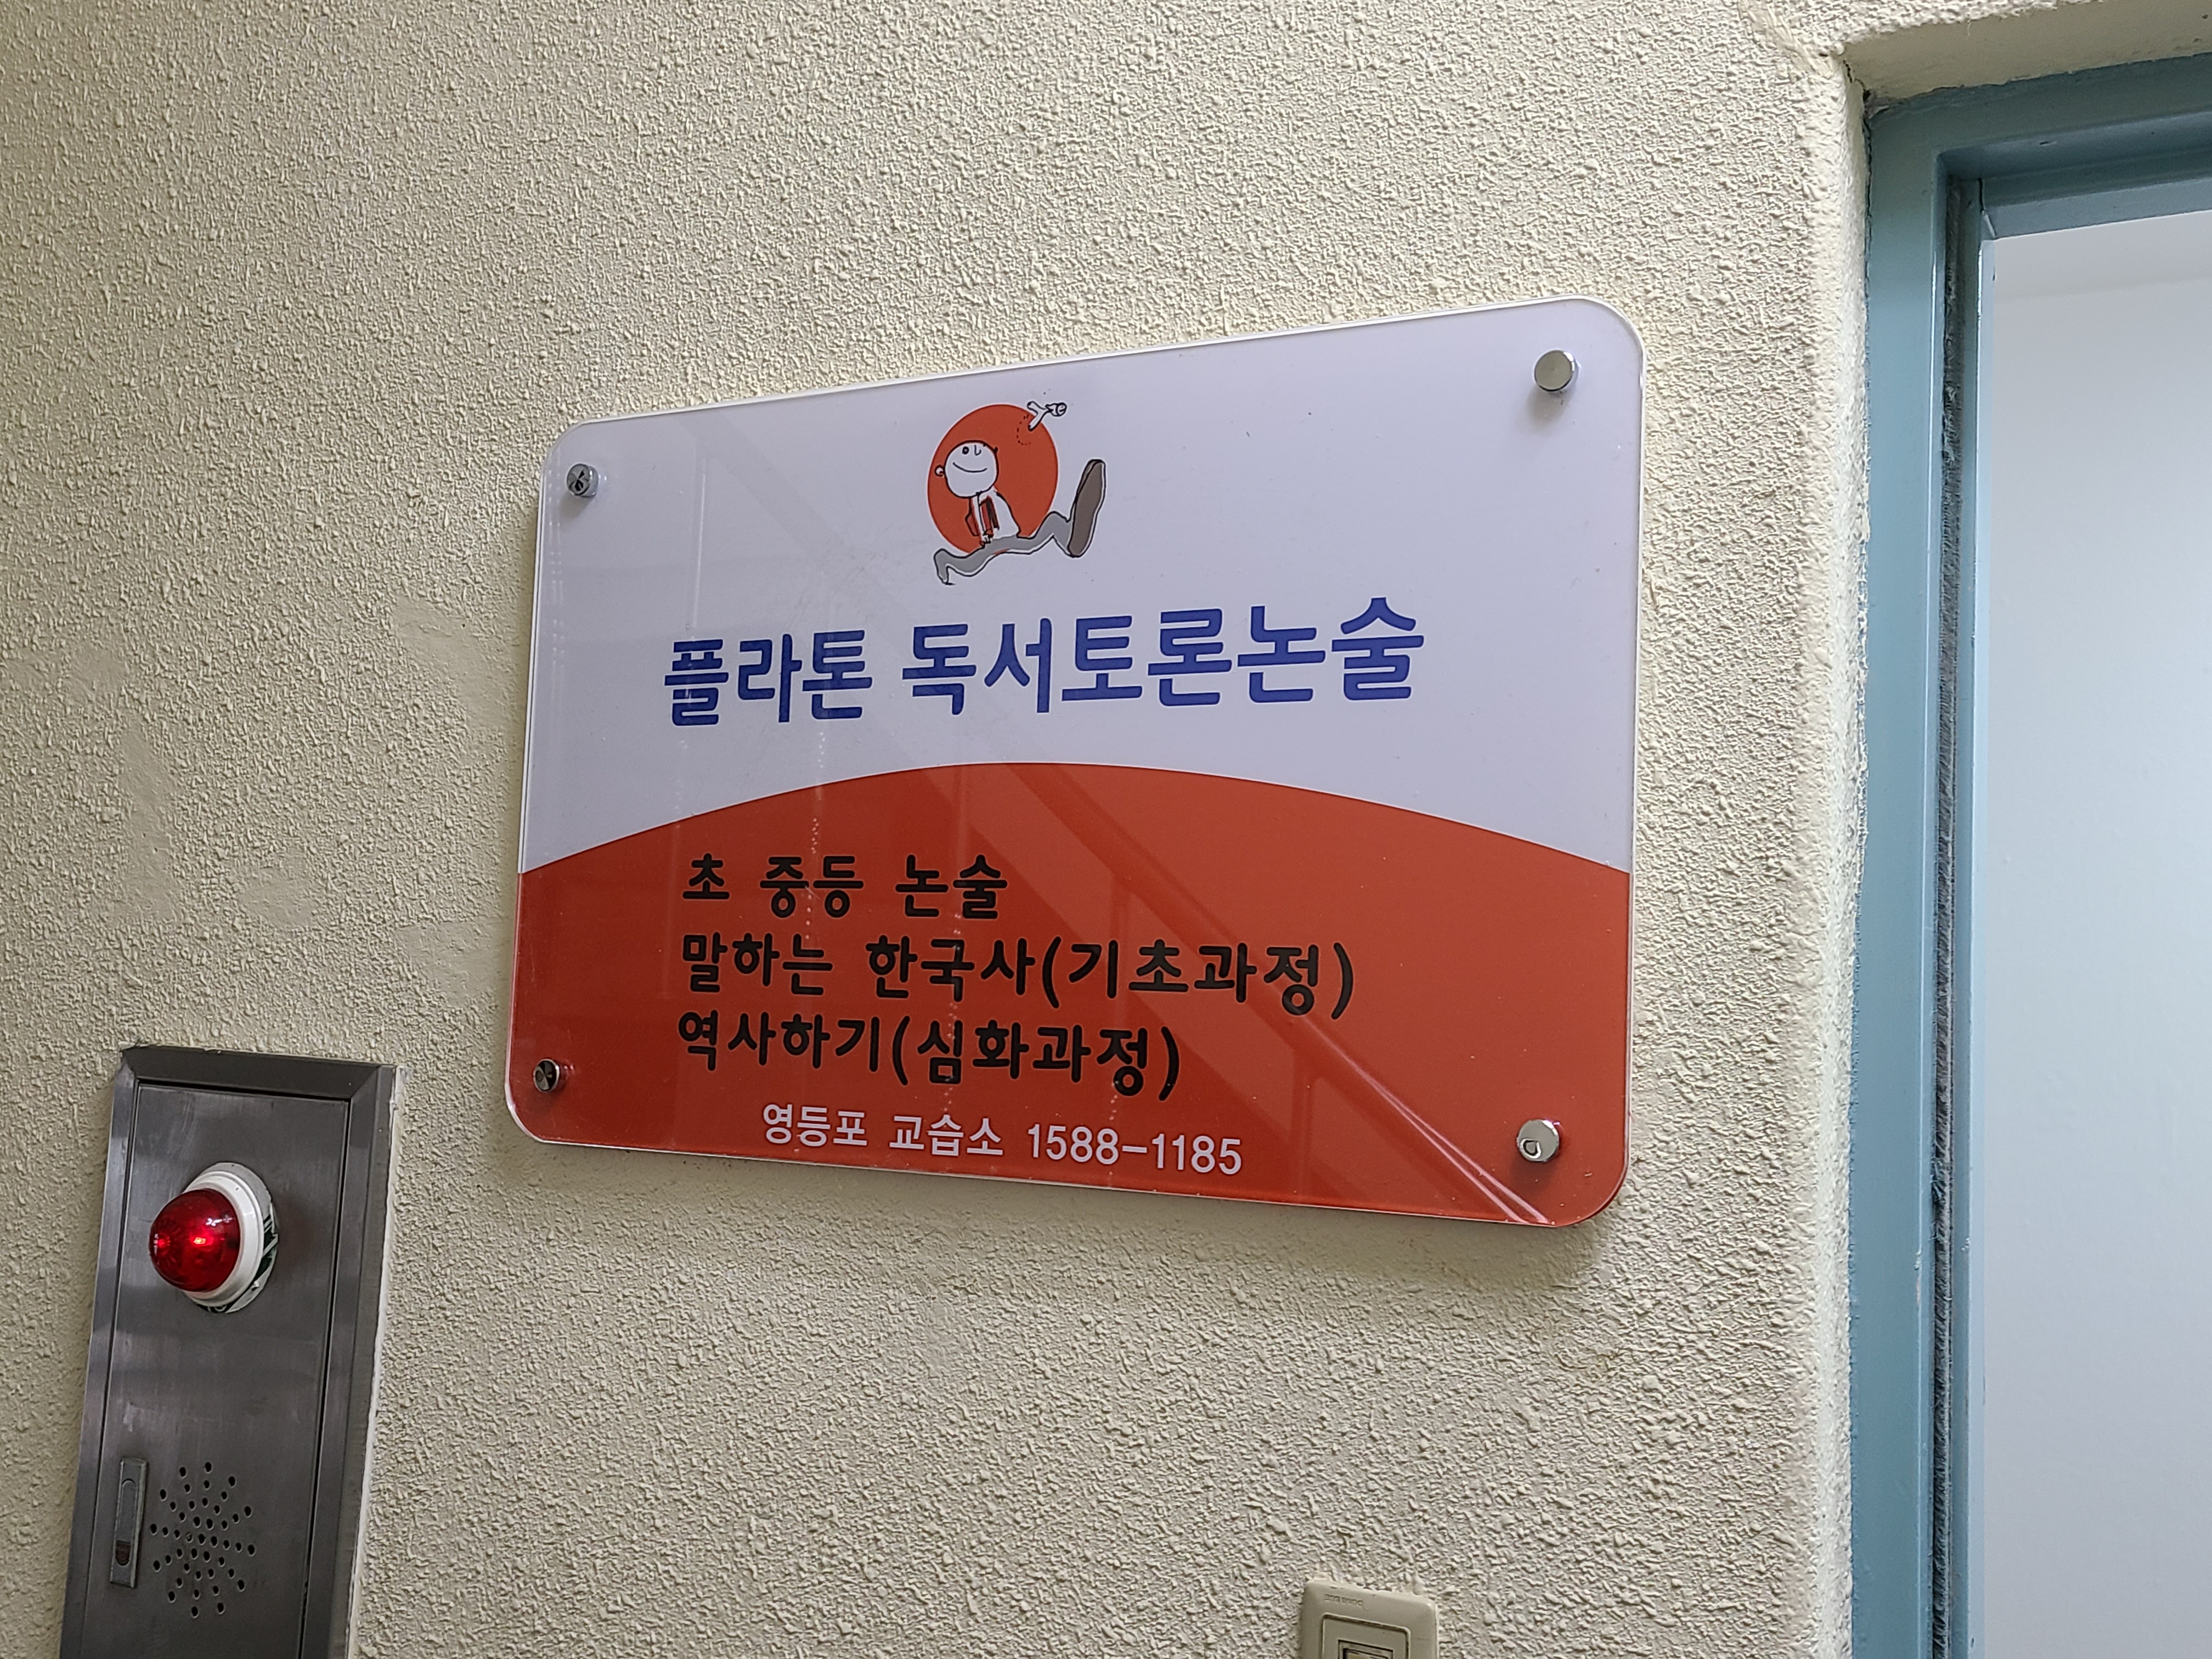 플라톤 독서토론논술
초 중등 논술
말하는 한국사(기초과정)
역사하기(심화과정)
영등포 교습소 1588-1185